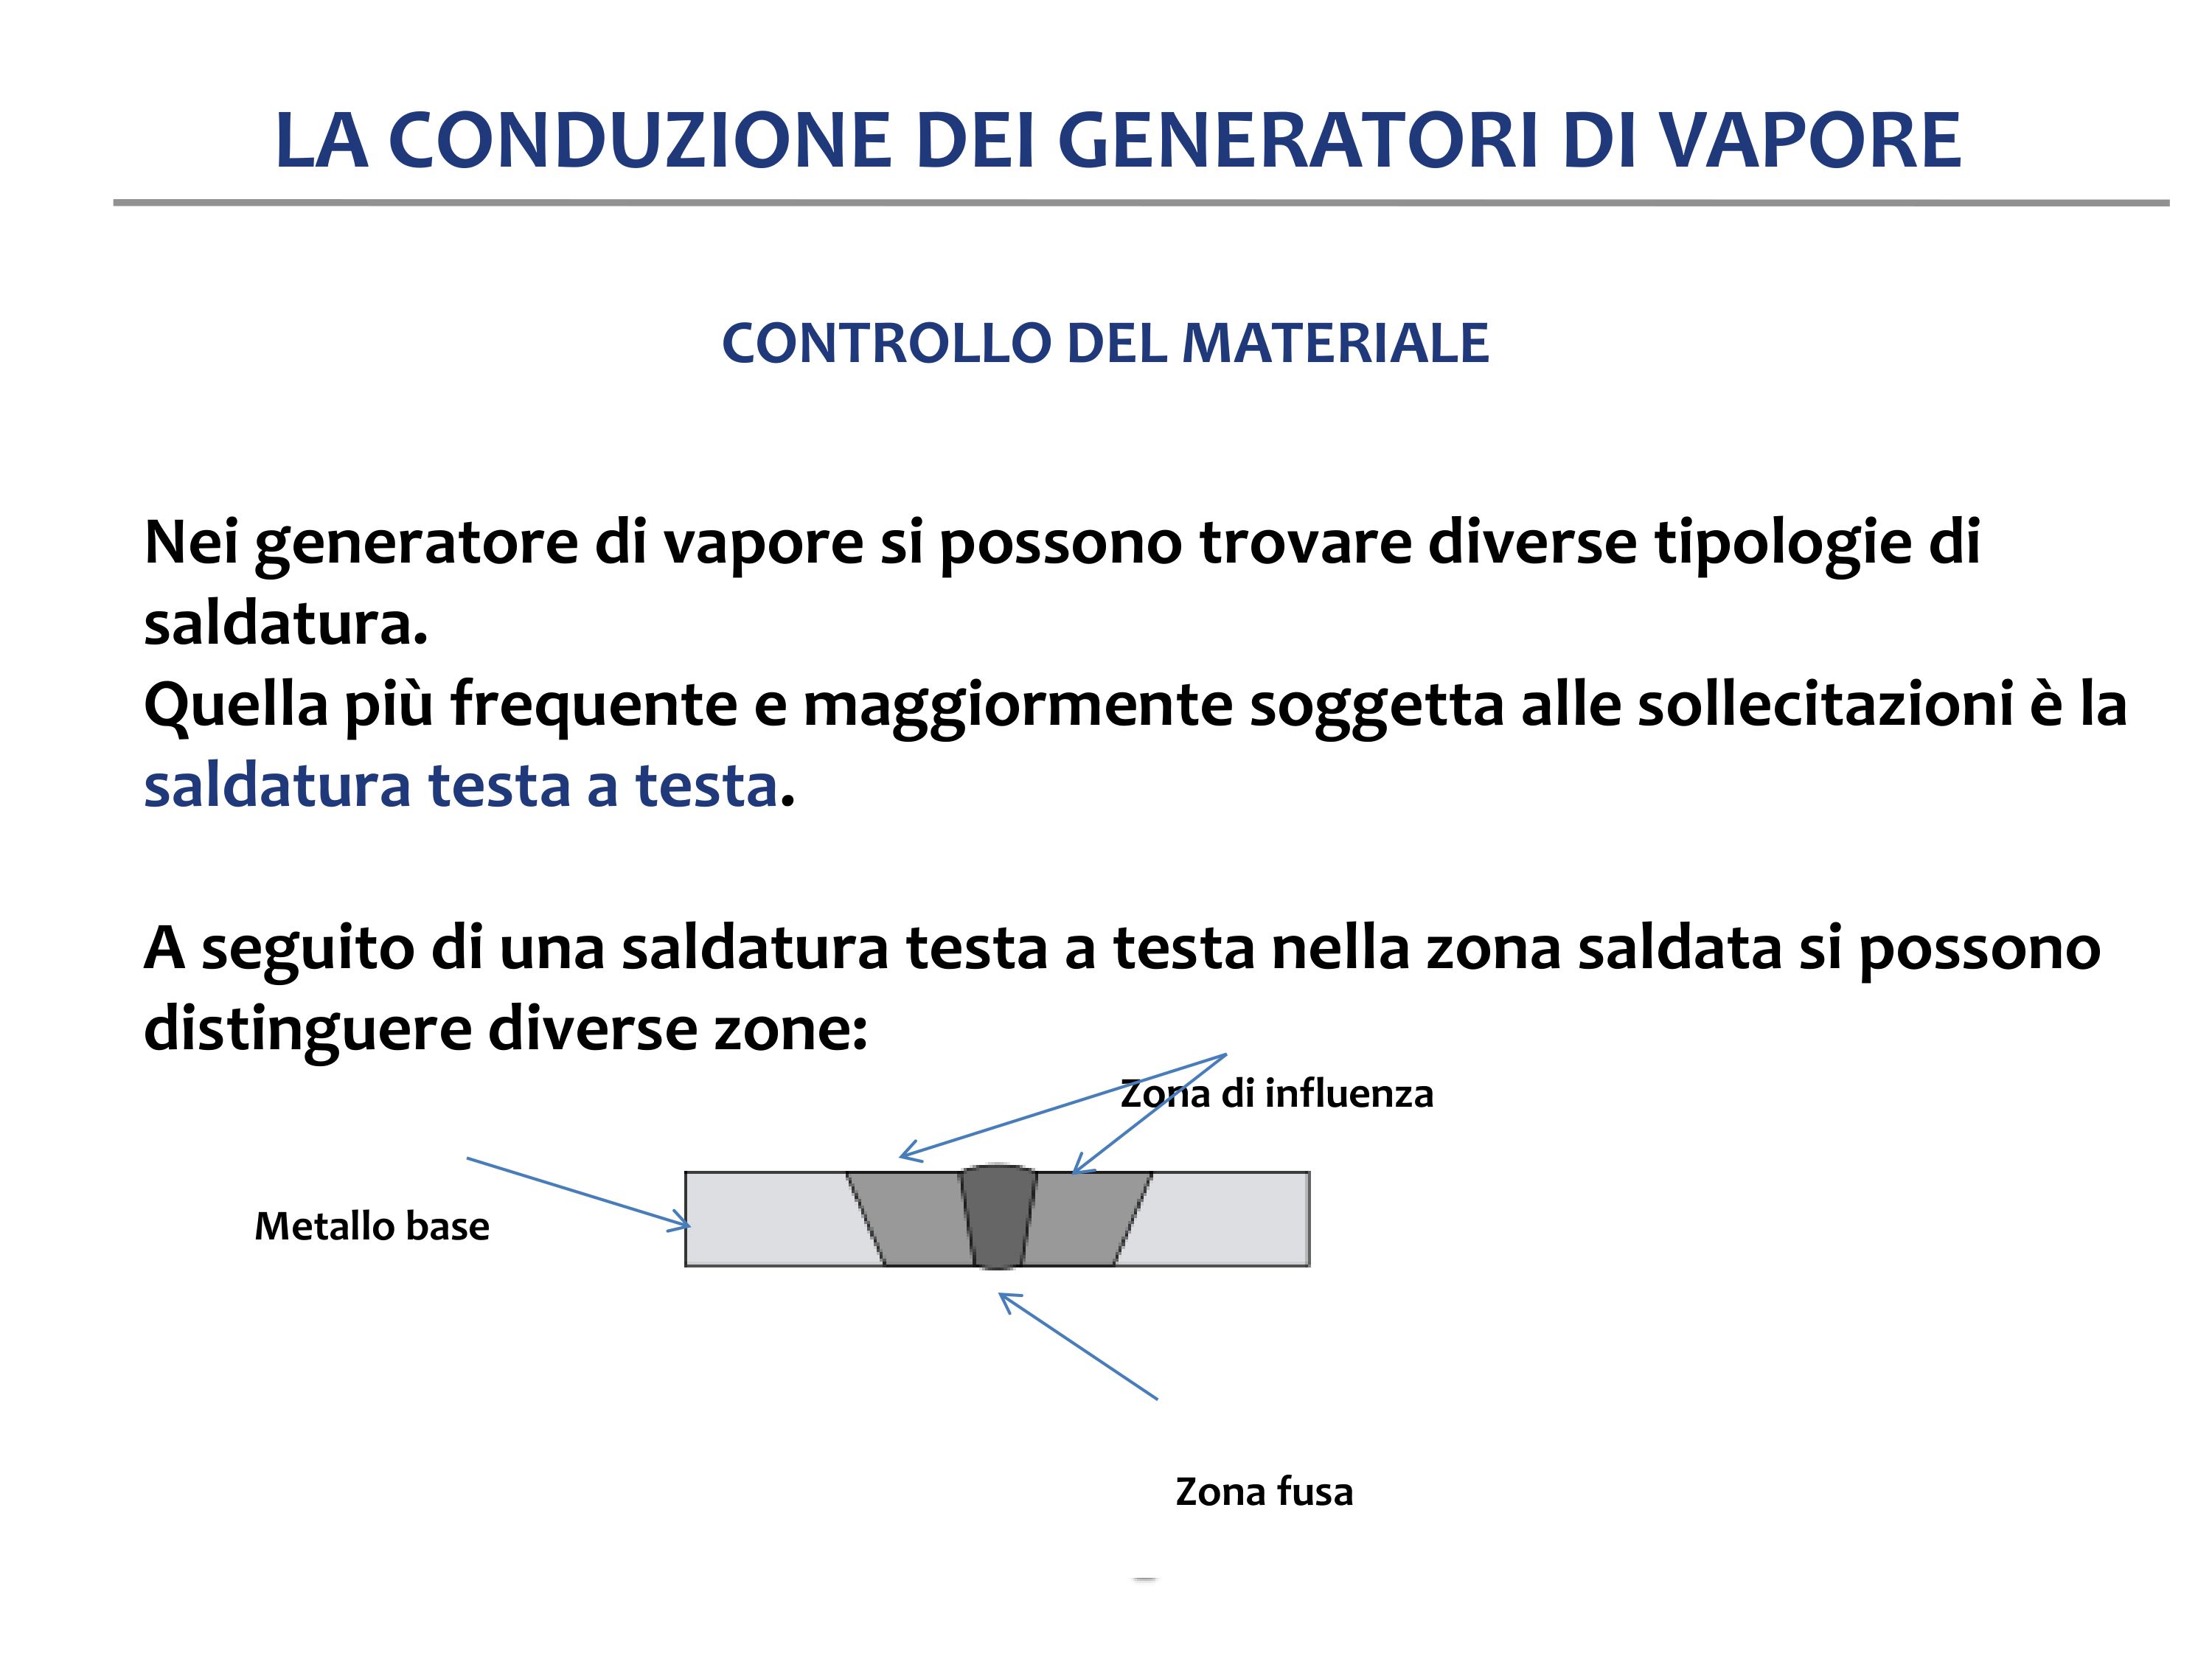 LA CONDUZIONE DEI GENERATORI DI VAPORE
CONTROLLO DEL MATERIALE
Nei generatore di vapore si possono trovare diverse tipologie di
saldatura.
Quella più frequente e maggiormente soggetta alle sollecitazioni è la
saldatura testa a testa.
A seguito di una saldatura testa a testa nella zona saldata si possono
distinguere diverse zone:
Zona di influenza
Metallo base
Zona fusa